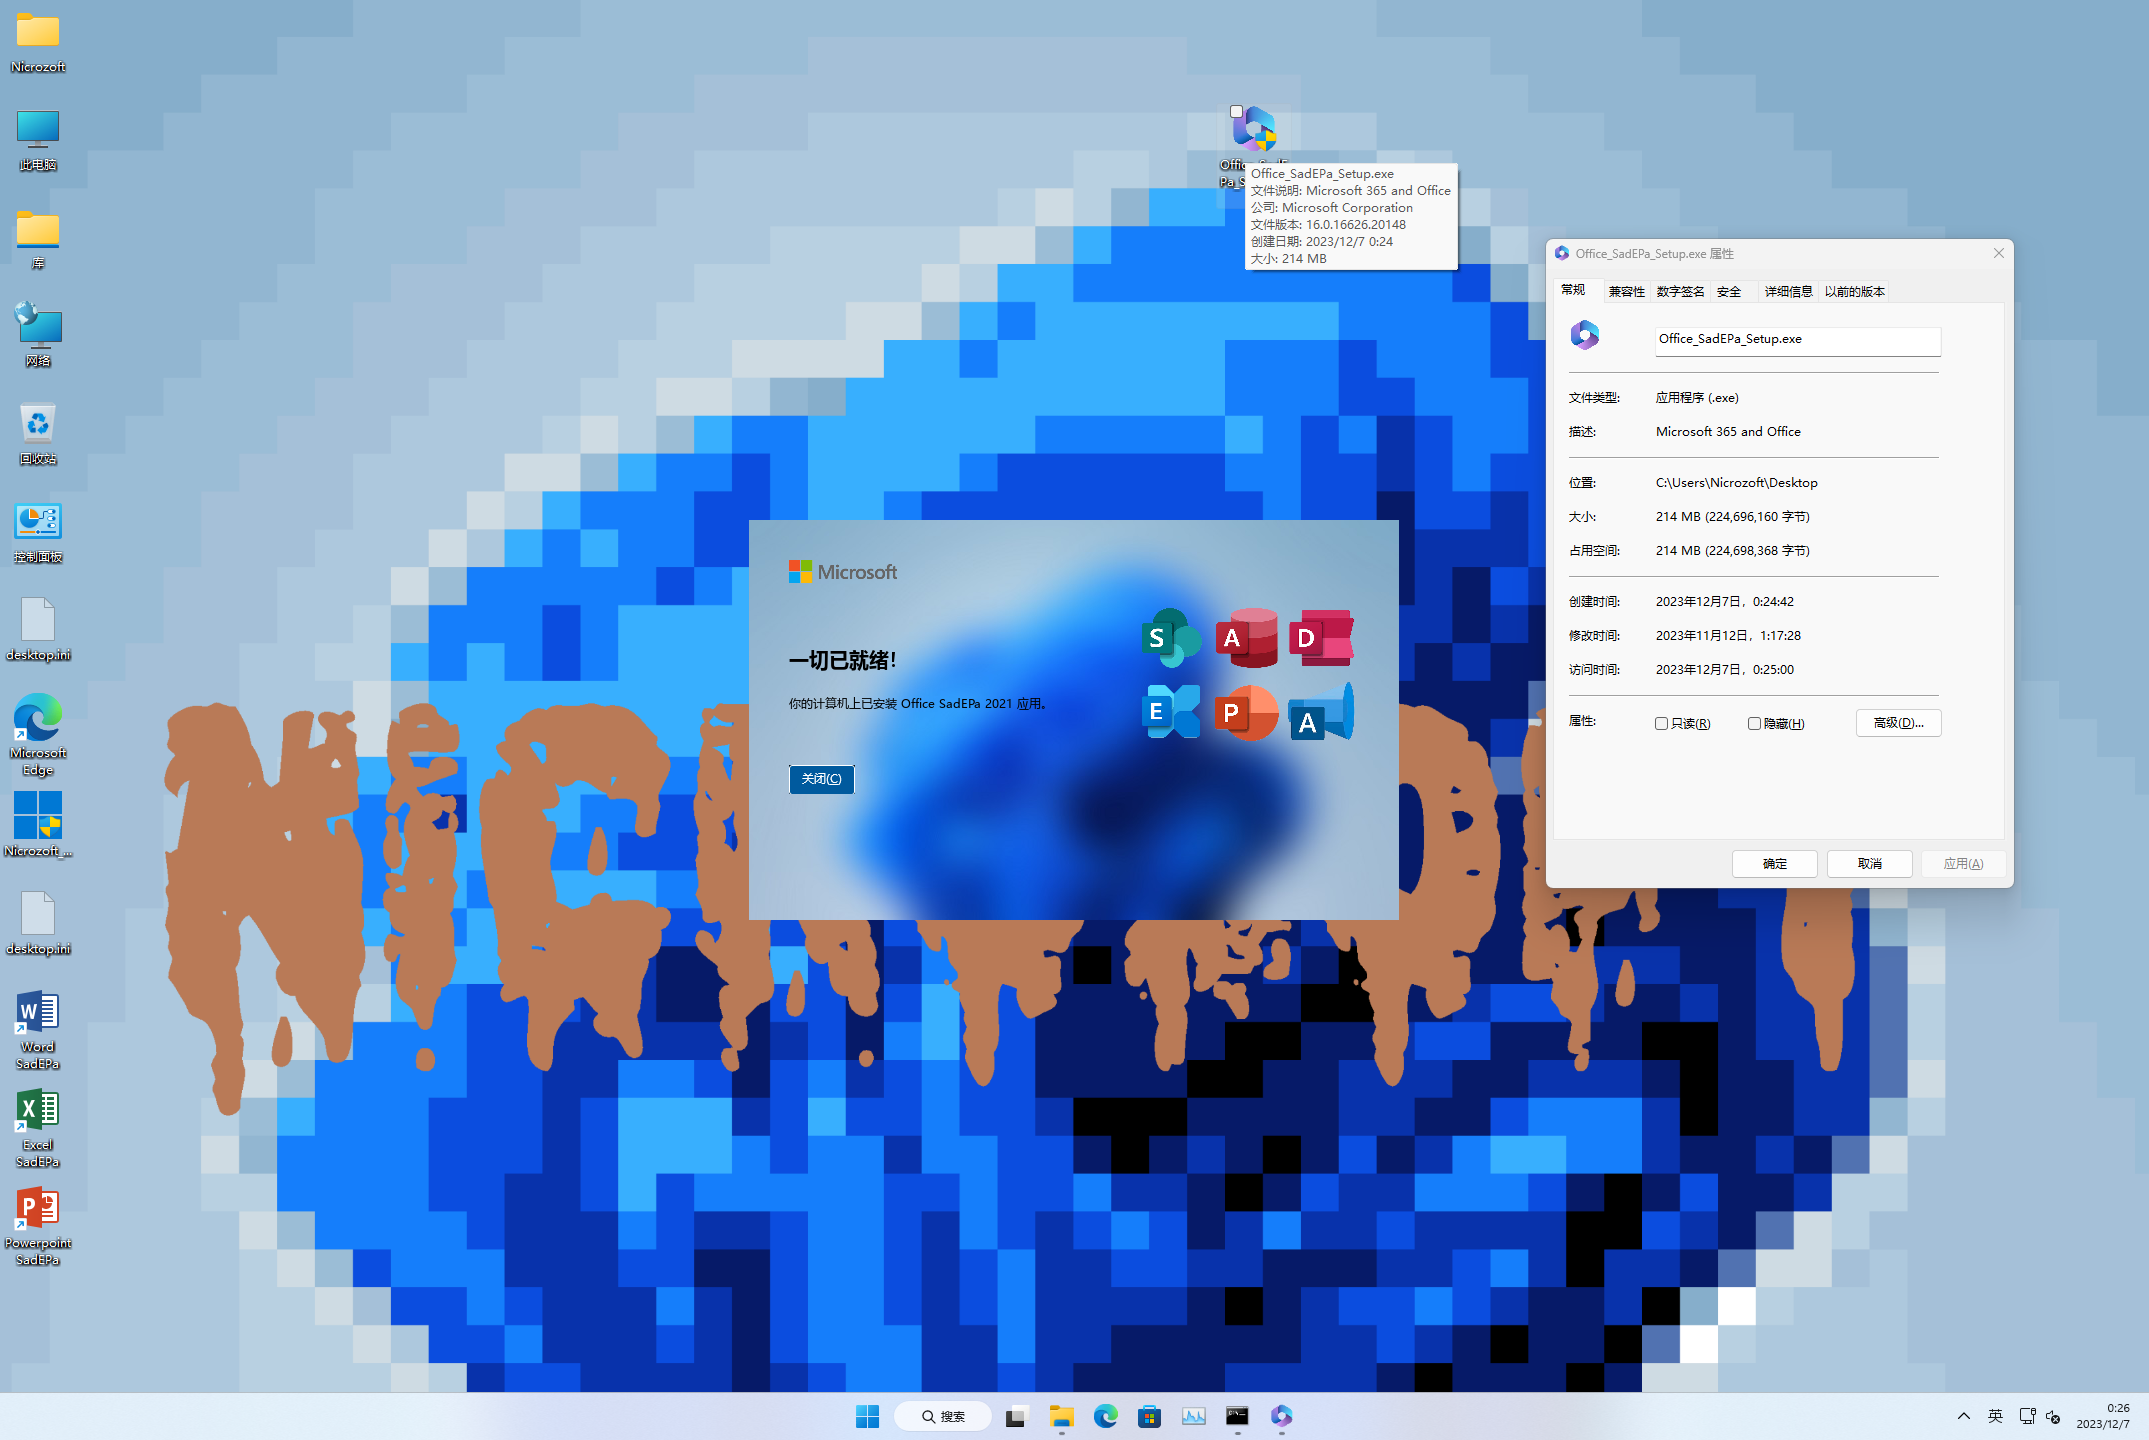 Nicrozoft
此电脑
库
网络
回收站
控制面板
desktop.ini
Microsoft
Edge
Nicrozoft_...
desktop.ini
Word
SadEPa
Excel
SadEPa
Powerpoint
SadEPa
Office_SadEPa_Setup.exe
文件说明: Microsoft 365 and Office
公司: Microsoft Corporation
文件版本: 16.0.16626.20148
创建日期: 2023/12/7 0:24
大小: 214 MB
Microsoft
一切已就绪!
你的计算机上已安装 Office SadEPa 2021 应用。
关闭(C)
S A D
E P A
Office_SadEPa_Setup.exe 属性
常规 兼容性 数字签名 安全 详细信息 以前的版本
Office_SadEPa_Setup.exe
文件类型: 应用程序 (.exe)
描述: Microsoft 365 and Office
位置: C:\Users\Nicrozoft\Desktop
大小: 214 MB (224,696,160 字节)
占用空间: 214 MB (224,698,368 字节)
创建时间: 2023年12月7日，0:24:42
修改时间: 2023年11月12日，1:17:28
访问时间: 2023年12月7日，0:25:00
属性: 只读(R) 隐藏(H) 高级(D)...
确定 取消 应用(A)
搜索
英
0:26
2023/12/7